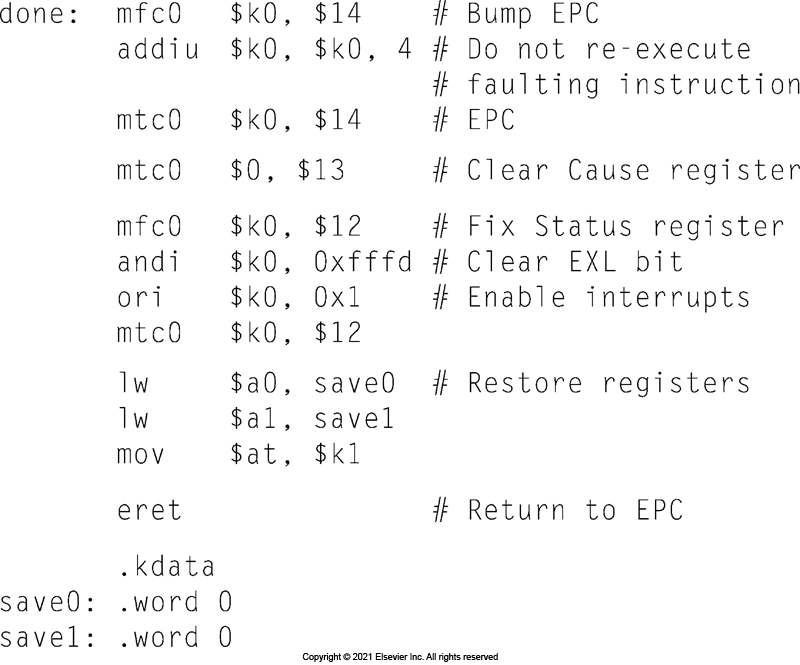 done: mfc0 $k0, $14 # Bump EPC
addiu $k0, $k0, 4 # Do not re-execute
# faulting instruction
mtc0 $k0, $14 # EPC
mtc0 $0, $13 # Clear Cause register
mfc0 $k0, $12 # Fix Status register
andi $k0, 0xfffd # Clear EXL bit
ori $k0, 0x1 # Enable interrupts
mtc0 $k0, $12
lw $a0, save0 # Restore registers
lw $a1, save1
mov $at, $k1
eret # Return to EPC
.kdata
save0: .word 0
save1: .word 0
Copyright © 2021 Elsevier Inc. All rights reserved